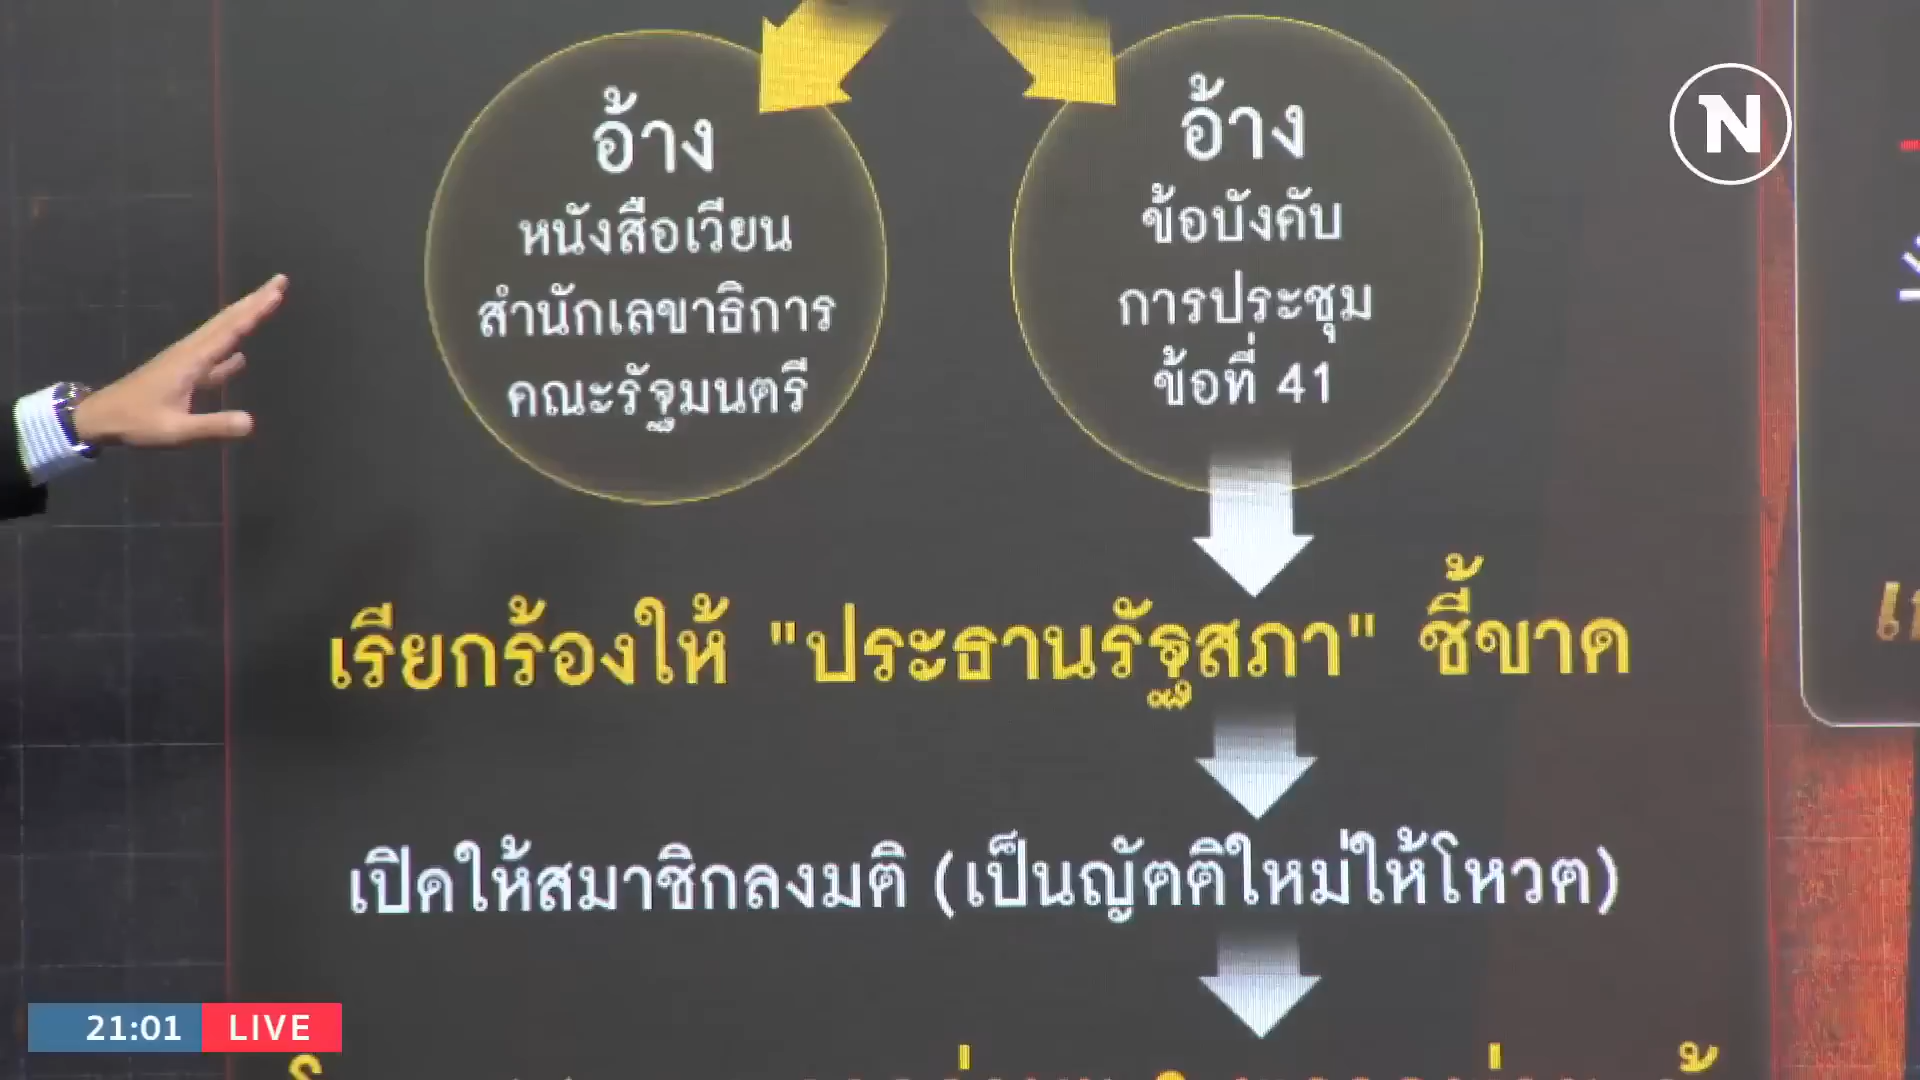 อ้าง
หนังสือเวียน
สำนักเลขาธิการ
คณะรัฐมนตรี
อ้าง
ข้อบังคับ
การประชุม
ข้อที่ 41
เรียกร้องให้ "ประธานรัฐสภา" ชี้ขาด
เปิดให้สมาชิกลงมติ (เป็นญัตติใหม่ให้โหวต)
N
21:01 LIVE